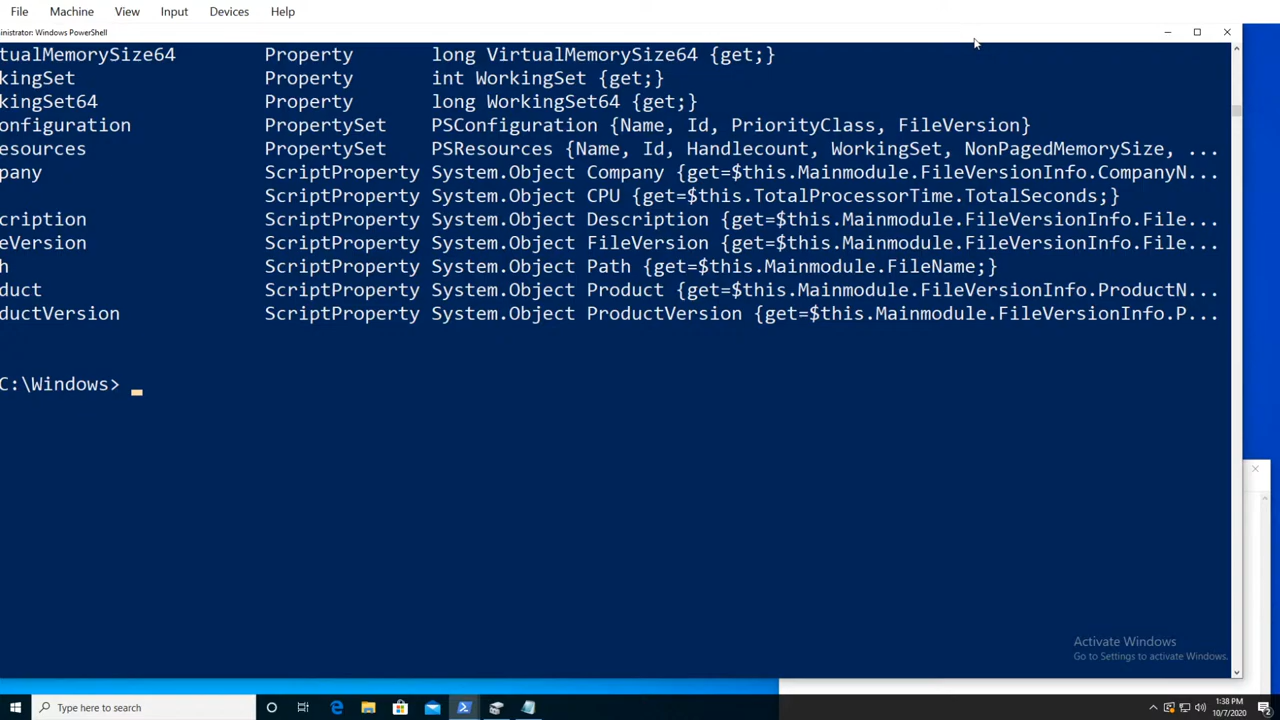 File Machine View Input Devices Help
ninistrator: Windows PowerShell
rtualMemorySize64 Property long VirtualMemorySize64 {get;}
kingSet Property int WorkingSet {get;}
kingSet64 Property long WorkingSet64 {get;}
onfiguration PropertySet PSConfiguration {Name, Id, PriorityClass, FileVersion}
esources PropertySet PSResources {Name, Id, Handlecount, WorkingSet, NonPagedMemorySize, ...
pany ScriptProperty System.Object Company {get=$this.Mainmodule.FileVersionInfo.CompanyN...
ScriptProperty System.Object CPU {get=$this.TotalProcessorTime.TotalSeconds;}
cription ScriptProperty System.Object Description {get=$this.Mainmodule.FileVersionInfo.File...
eVersion ScriptProperty System.Object FileVersion {get=$this.Mainmodule.FileVersionInfo.File...
h ScriptProperty System.Object Path {get=$this.Mainmodule.FileName;}
duct ScriptProperty System.Object Product {get=$this.Mainmodule.FileVersionInfo.ProductN...
ductVersion ScriptProperty System.Object ProductVersion {get=$this.Mainmodule.FileVersionInfo.P...
C:\Windows>
Activate Windows
Go to Settings to activate Windows.
Type here to search
1:38 PM
10/7/2020
2